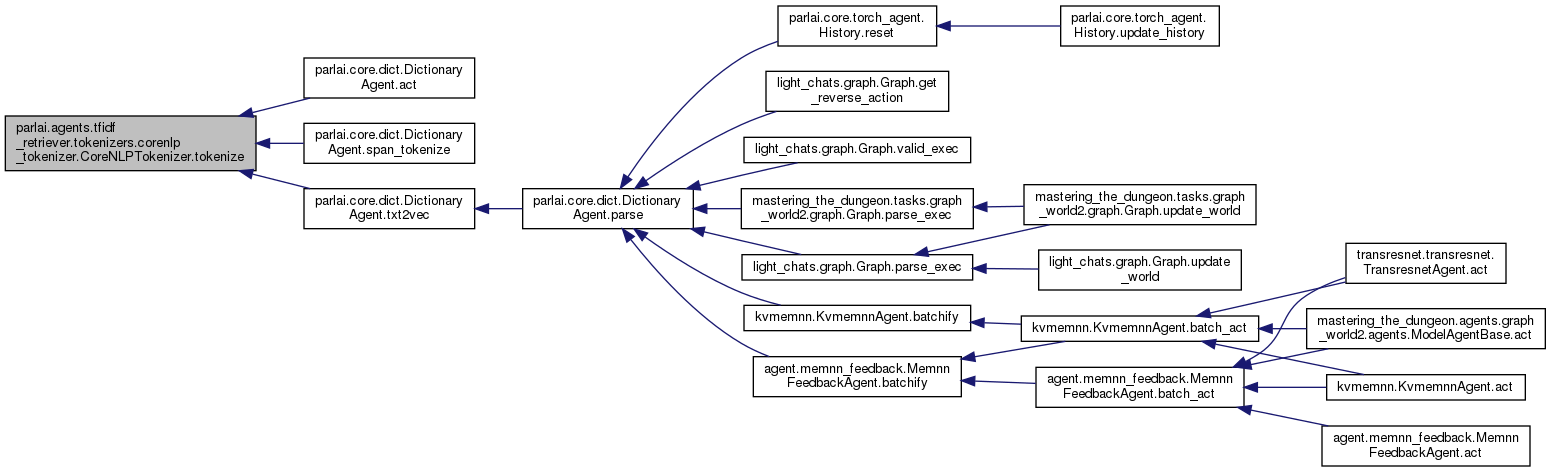 parlai.agents.tfidf
_retriever.tokenizers.corenlp
_tokenizer.CoreNLPTokenizer.tokenize
parlai.core.dict.Dictionary
Agent.act
parlai.core.dict.Dictionary
Agent.span_tokenize
parlai.core.dict.Dictionary
Agent.txt2vec
parlai.core.dict.Dictionary
Agent.parse
parlai.core.torch_agent.
History.reset
parlai.core.torch_agent.
History.update_history
light_chats.graph.Graph.get
_reverse_action
light_chats.graph.Graph.valid_exec
mastering_the_dungeon.tasks.graph
_world2.graph.Graph.parse_exec
mastering_the_dungeon.tasks.graph
_world2.graph.Graph.update_world
light_chats.graph.Graph.parse_exec
light_chats.graph.Graph.update
_world
kvmemnn.KvmemnnAgent.batchify
kvmemnn.KvmemnnAgent.batch_act
agent.memnn_feedback.Memnn
FeedbackAgent.batchify
agent.memnn_feedback.Memnn
FeedbackAgent.batch_act
transresnet.transresnet.
TransresnetAgent.act
mastering_the_dungeon.agents.graph
_world2.agents.ModelAgentBase.act
kvmemnn.KvmemnnAgent.act
agent.memnn_feedback.Memnn
FeedbackAgent.act